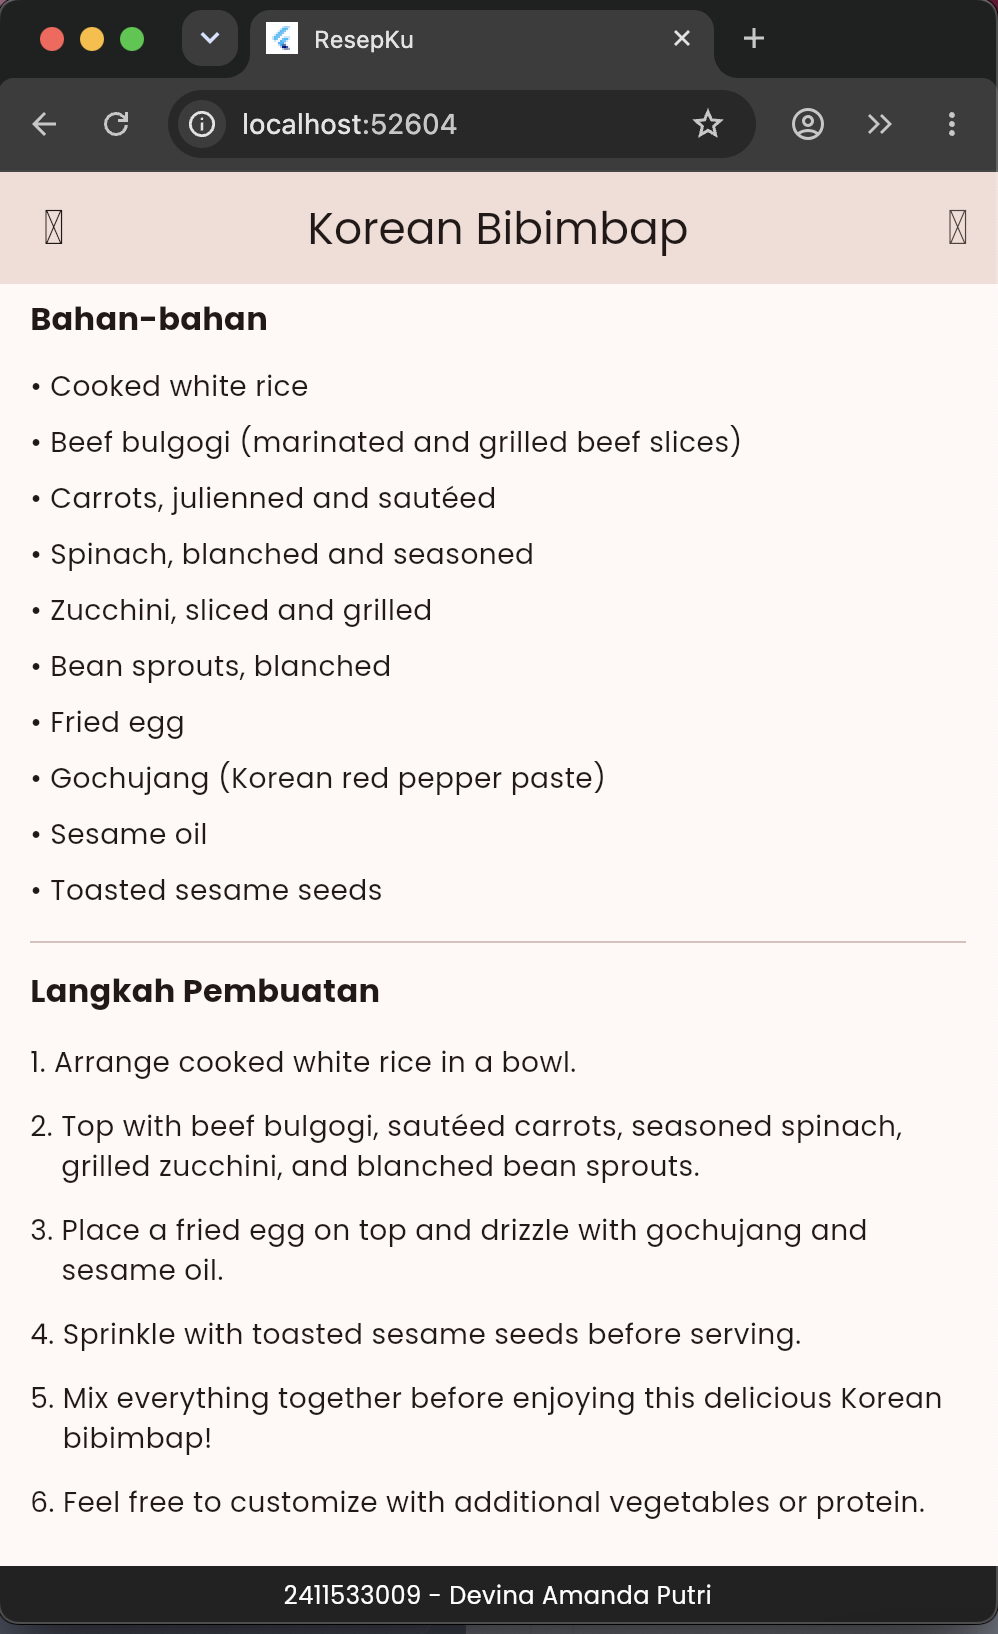 ResepKu
localhost:52604
Korean Bibimbap
Bahan-bahan
• Cooked white rice
• Beef bulgogi (marinated and grilled beef slices)
• Carrots, julienned and sautéed
• Spinach, blanched and seasoned
• Zucchini, sliced and grilled
• Bean sprouts, blanched
• Fried egg
• Gochujang (Korean red pepper paste)
• Sesame oil
• Toasted sesame seeds
Langkah Pembuatan
1. Arrange cooked white rice in a bowl.
2. Top with beef bulgogi, sautéed carrots, seasoned spinach,
grilled zucchini, and blanched bean sprouts.
3. Place a fried egg on top and drizzle with gochujang and
sesame oil.
4. Sprinkle with toasted sesame seeds before serving.
5. Mix everything together before enjoying this delicious Korean
bibimbap!
6. Feel free to customize with additional vegetables or protein.
2411533009 - Devina Amanda Putri